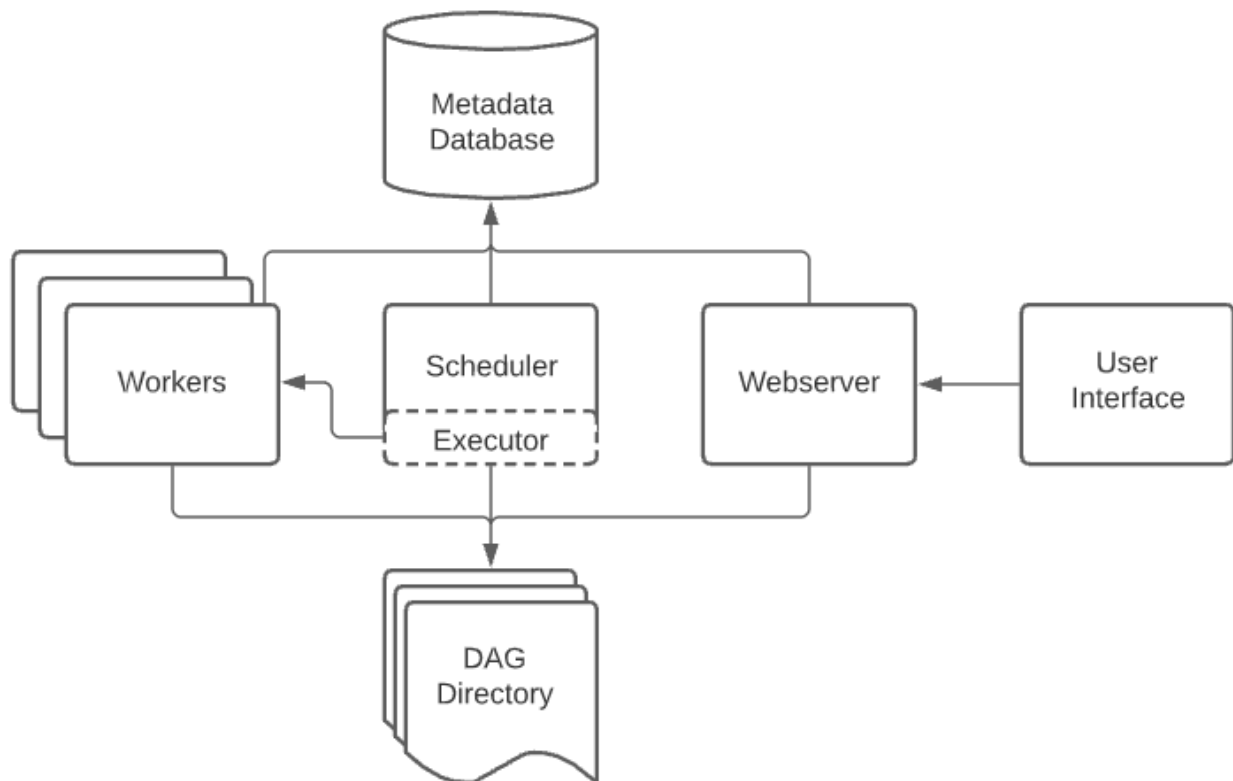 Metadata
Database
Workers
Scheduler
Executor
Webserver
User
Interface
DAG
Directory